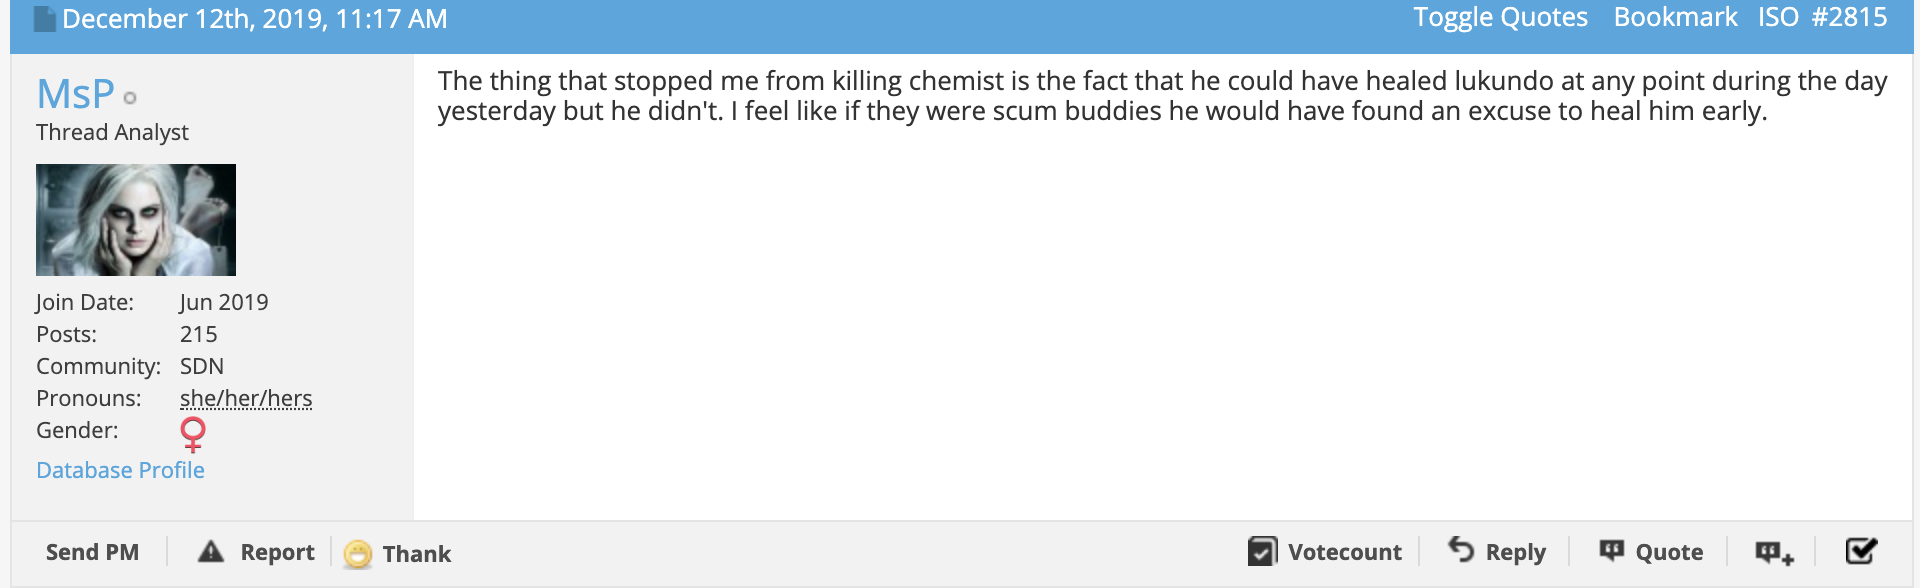 December 12th, 2019, 11:17 AM
Toggle Quotes Bookmark ISO #2815
MsP
Thread Analyst
The thing that stopped me from killing chemist is the fact that he could have healed lukundo at any point during the day
yesterday but he didn't. I feel like if they were scum buddies he would have found an excuse to heal him early.
Join Date: Jun 2019
Posts: 215
Community: SDN
Pronouns: she/her/hers
Gender:
Database Profile
Send PM Report Thank
Votecount Reply Quote